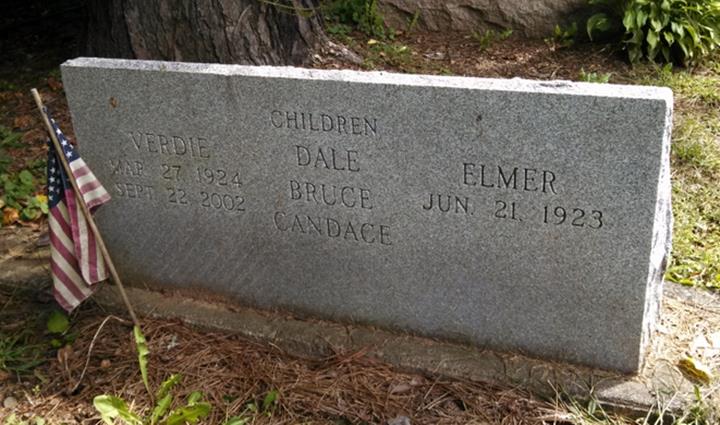 VERDIE
MAR. 27, 1924
SEPT. 22, 2002
CHILDREN
DALE
BRUCE
CANDACE
ELMER
JUN. 21, 1923